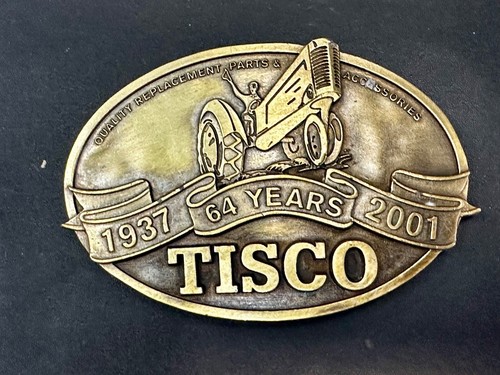 QUALITY REPLACEMENT PARTS & ACCESSORIES
1937 64 YEARS 2001
TISCO